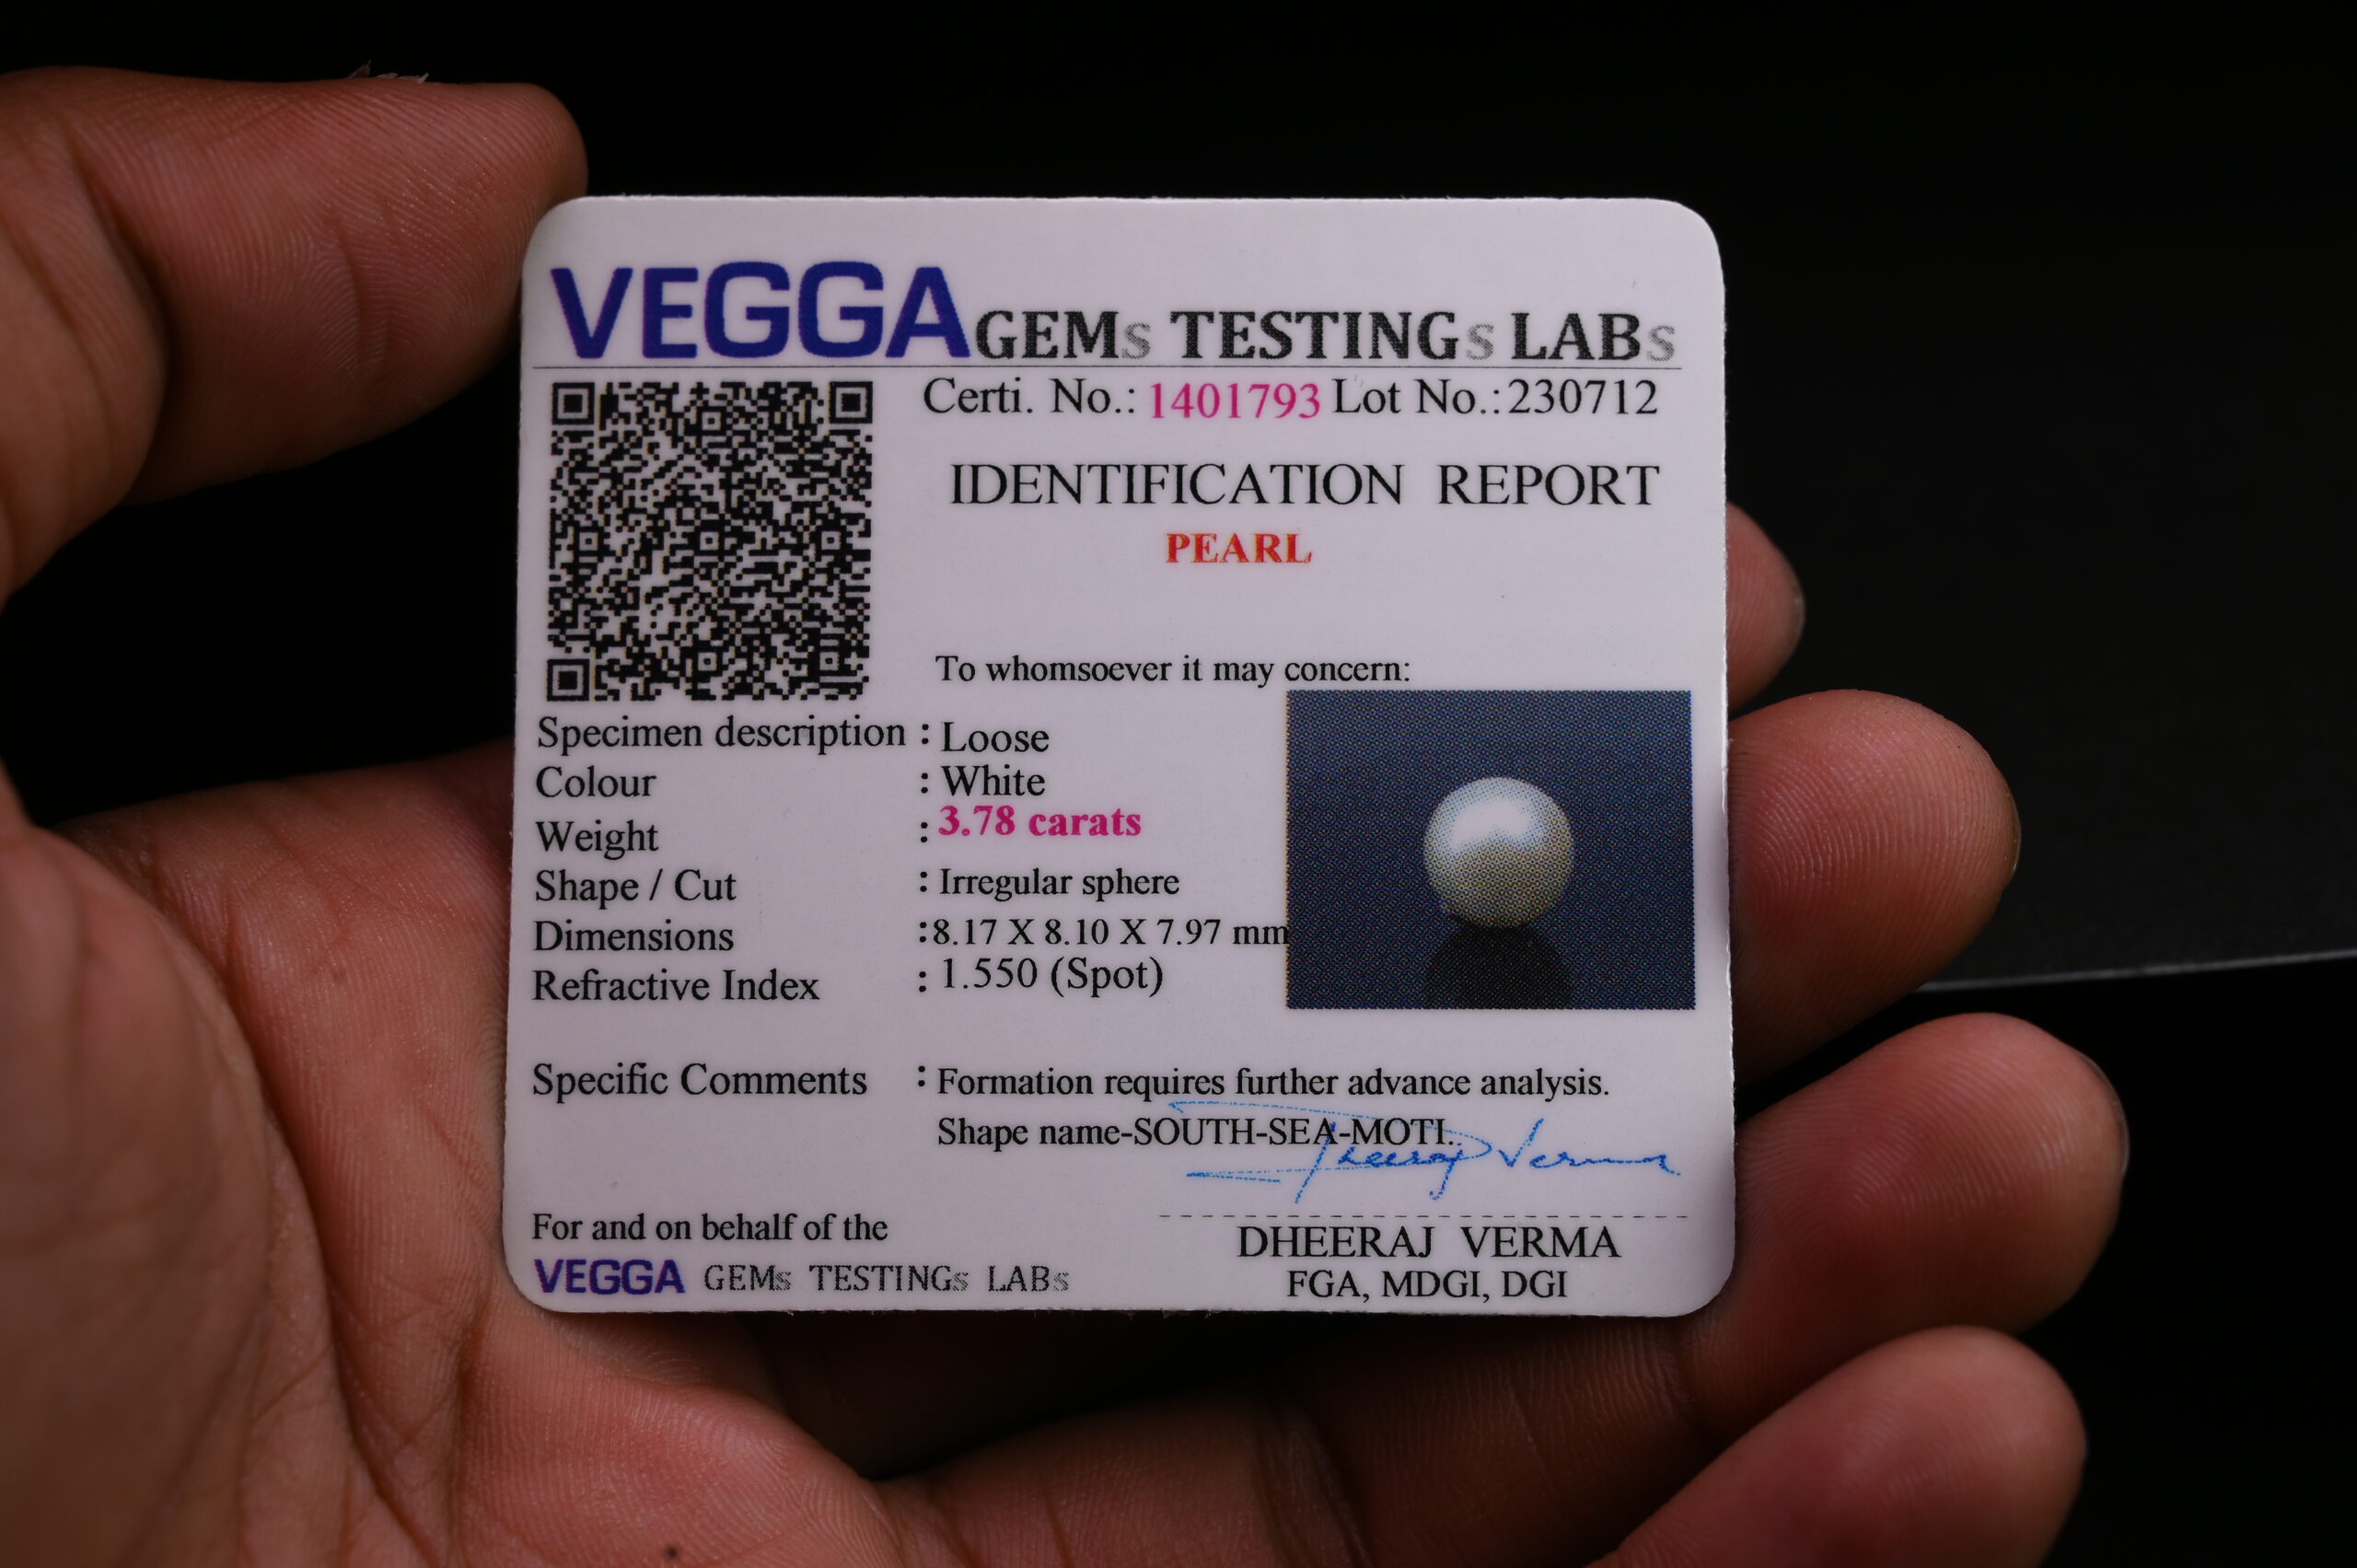 VEGGA GEMs TESTINGs LABs
Certi. No.: 1401793 Lot No.:230712
IDENTIFICATION REPORT
PEARL
To whomsoever it may concern:
Specimen description : Loose
Colour : White
Weight : 3.78 carats
Shape / Cut : Irregular sphere
Dimensions :8.17 X 8.10 X 7.97 mm
Refractive Index : 1.550 (Spot)
Specific Comments : Formation requires further advance analysis.
Shape name-SOUTH-SEA-MOTI..
Dheeraj Verma
For and on behalf of the
VEGGA GEMs TESTINGs LABs
DHEERAJ VERMA
FGA, MDGI, DGI